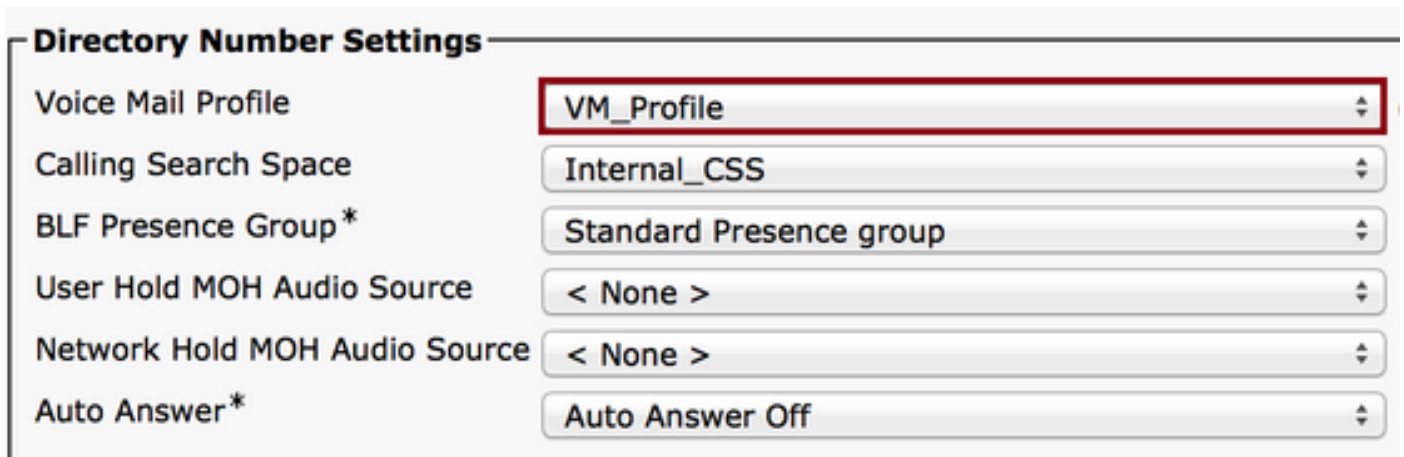 Directory Number Settings
Voice Mail Profile VM_Profile
Calling Search Space Internal_CSS
BLF Presence Group* Standard Presence group
User Hold MOH Audio Source < None >
Network Hold MOH Audio Source < None >
Auto Answer* Auto Answer Off